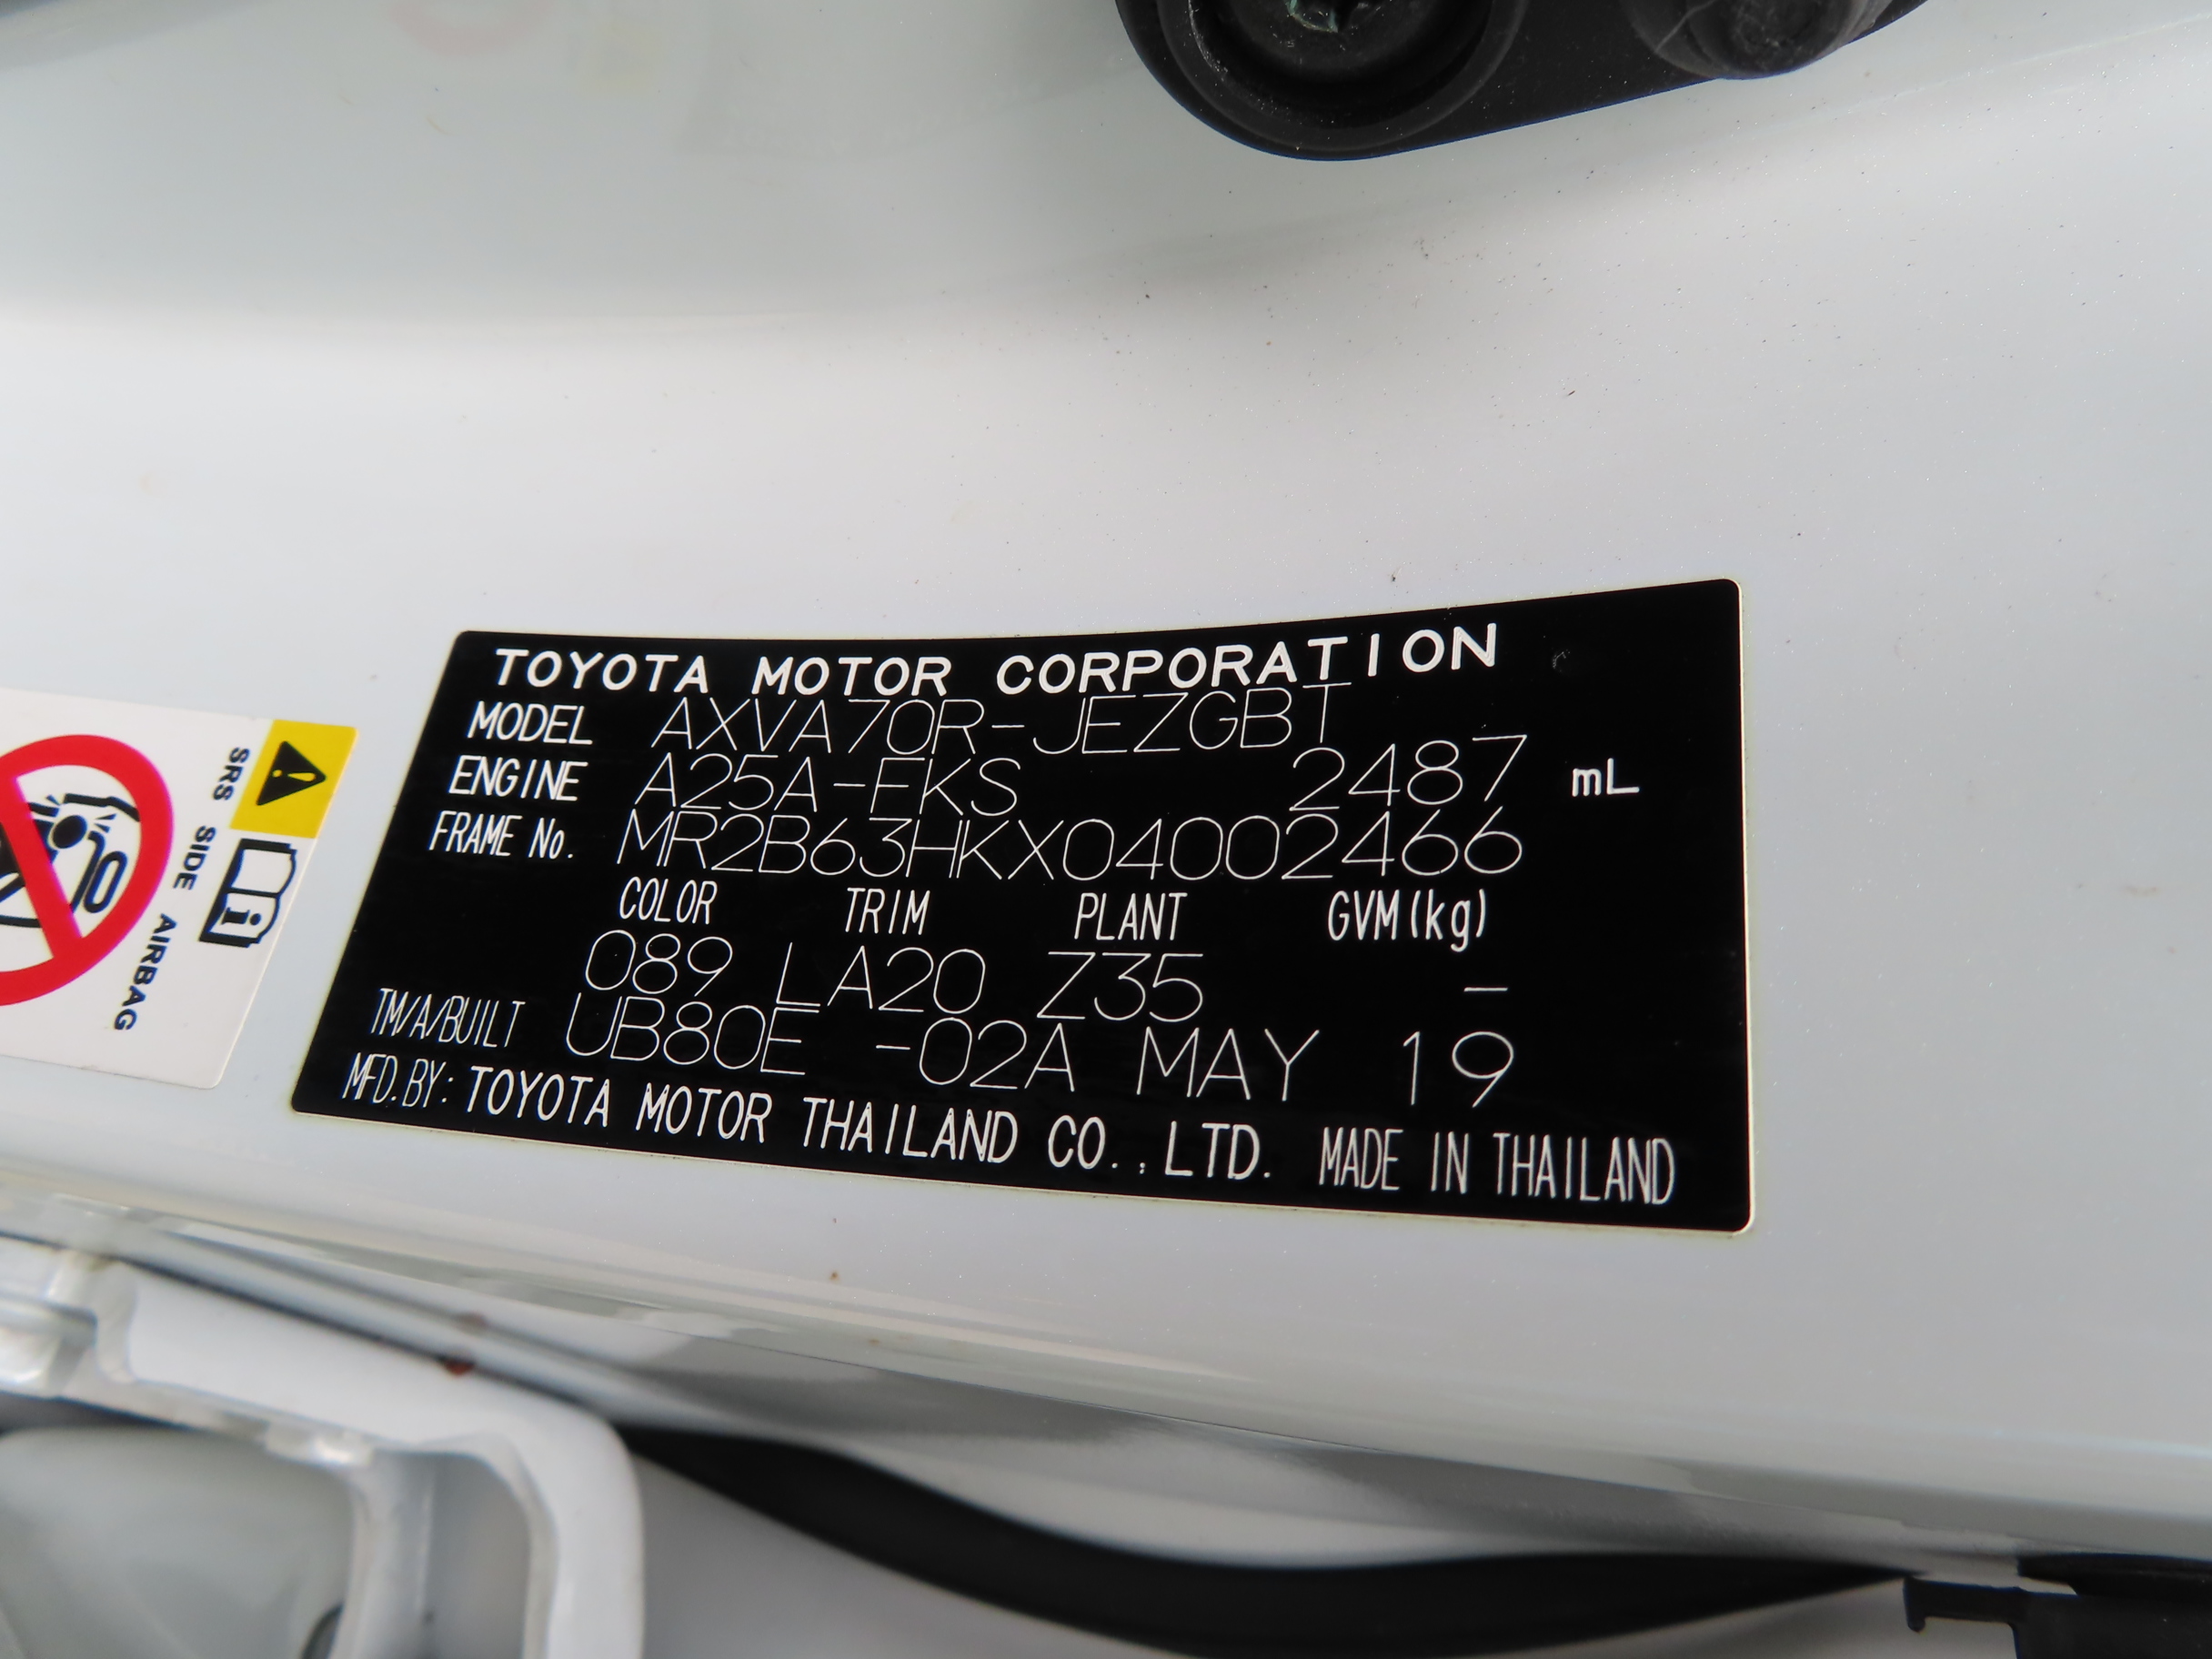 TOYOTA MOTOR CORPORATION
MODEL AXVA70R-JEZGBT
ENGINE A25A-FKS 2487 mL
FRAME No. MR2B63HKX04002466
COLOR TRIM PLANT GVM(kg)
089 LA20 Z35 -
TM/A/BUILT UB80E -02A MAY 19
MFD.BY: TOYOTA MOTOR THAILAND CO.,LTD. MADE IN THAILAND
SRS SIDE AIRBAG